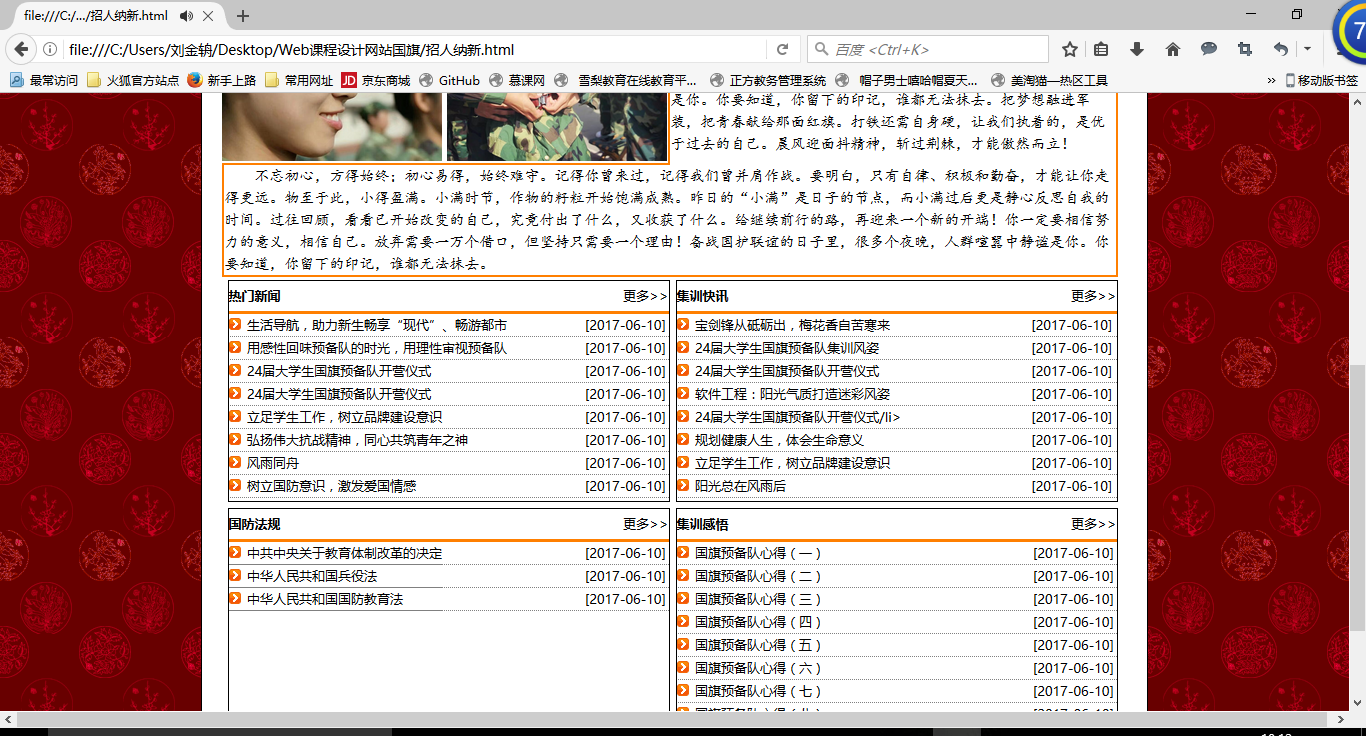 file:///C:/.../招人纳新.html
file:///C:/Users/刘金锎/Desktop/Web课程设计网站国旗/招人纳新.html
百度 <Ctrl+K>
7
最常访问 火狐官方站点 新手上路 常用网址 JD 京东商城 GitHub 慕课网 雪梨教育在线教育平... 正方教务管理系统 帽子男士嘻哈帽夏天... 美淘猫—热区工具 » 移动版书签
是你。你要知道，你留下的印记，谁都无法抹去。把梦想融进军
装，把青春献给那面红旗。打铁还需自身硬，让我们执着的，是优
于过去的自己。晨风迎面抖精神，斩过荆棘，才能傲然而立！
不忘初心，方得始终；初心易得，始终难守。记得你曾来过，记得我们曾并肩作战。要明白，只有自律、积极和勤奋，才能让你走
得更远。物至于此，小得盈满。小满时节，作物的籽粒开始饱满成熟。昨日的“小满”是日子的节点，而小满过后更是静心反思自我的
时间。过往回顾，看看已开始改变的自己，究竟付出了什么，又收获了什么。给继续前行的路，再迎来一个新的开端！你一定要相信努
力的意义，相信自己。放弃需要一万个借口，但坚持只需要一个理由！备战国护联谊的日子里，很多个夜晚，人群喧嚣中静谧是你。你
要知道，你留下的印记，谁都无法抹去。
热门新闻 更多>>
生活导航，助力新生畅享“现代”、畅游都市 [2017-06-10]
用感性回味预备队的时光，用理性审视预备队 [2017-06-10]
24届大学生国旗预备队开营仪式 [2017-06-10]
24届大学生国旗预备队开营仪式 [2017-06-10]
立足学生工作，树立品牌建设意识 [2017-06-10]
弘扬伟大抗战精神，同心共筑青年之神 [2017-06-10]
风雨同舟 [2017-06-10]
树立国防意识，激发爱国情感 [2017-06-10]
集训快讯 更多>>
宝剑锋从砥砺出，梅花香自苦寒来 [2017-06-10]
24届大学生国旗预备队集训风姿 [2017-06-10]
24届大学生国旗预备队开营仪式 [2017-06-10]
软件工程：阳光气质打造迷彩风姿 [2017-06-10]
24届大学生国旗预备队开营仪式/li> [2017-06-10]
规划健康人生，体会生命意义 [2017-06-10]
立足学生工作，树立品牌建设意识 [2017-06-10]
阳光总在风雨后 [2017-06-10]
国防法规 更多>>
中共中央关于教育体制改革的决定 [2017-06-10]
中华人民共和国兵役法 [2017-06-10]
中华人民共和国国防教育法 [2017-06-10]
集训感悟 更多>>
国旗预备队心得（一） [2017-06-10]
国旗预备队心得（二） [2017-06-10]
国旗预备队心得（三） [2017-06-10]
国旗预备队心得（四） [2017-06-10]
国旗预备队心得（五） [2017-06-10]
国旗预备队心得（六） [2017-06-10]
国旗预备队心得（七） [2017-06-10]